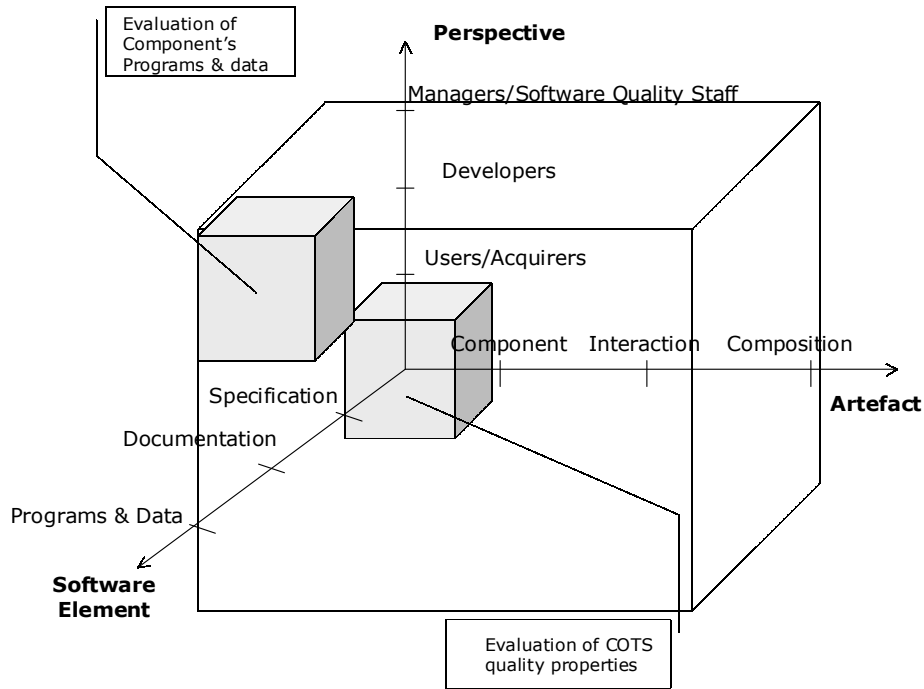 Evaluation of
Component’s
Programs & data
Perspective
Managers/Software Quality Staff
Developers
Users/Acquirers
Component
Interaction
Composition
Artefact
Specification
Documentation
Programs & Data
Software
Element
Evaluation of COTS
quality properties